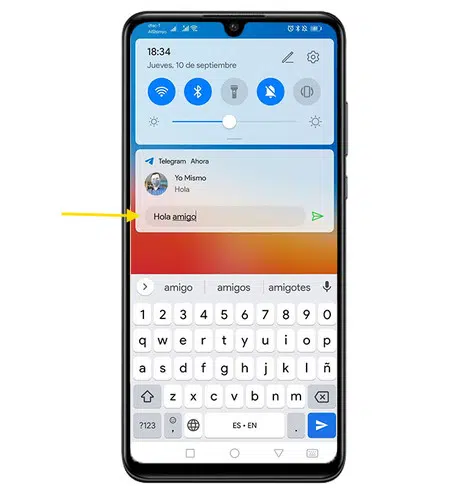 18:34
Jueves, 10 de septiembre
Telegram Ahora
Yo Mismo
Hola
Hola amigo
amigo amigos amigotes
1 2 3 4 5 6 7 8 9 0
q w e r t y u i o p
a s d f g h j k l ñ
z x c v b n m
?123 , ES • EN .